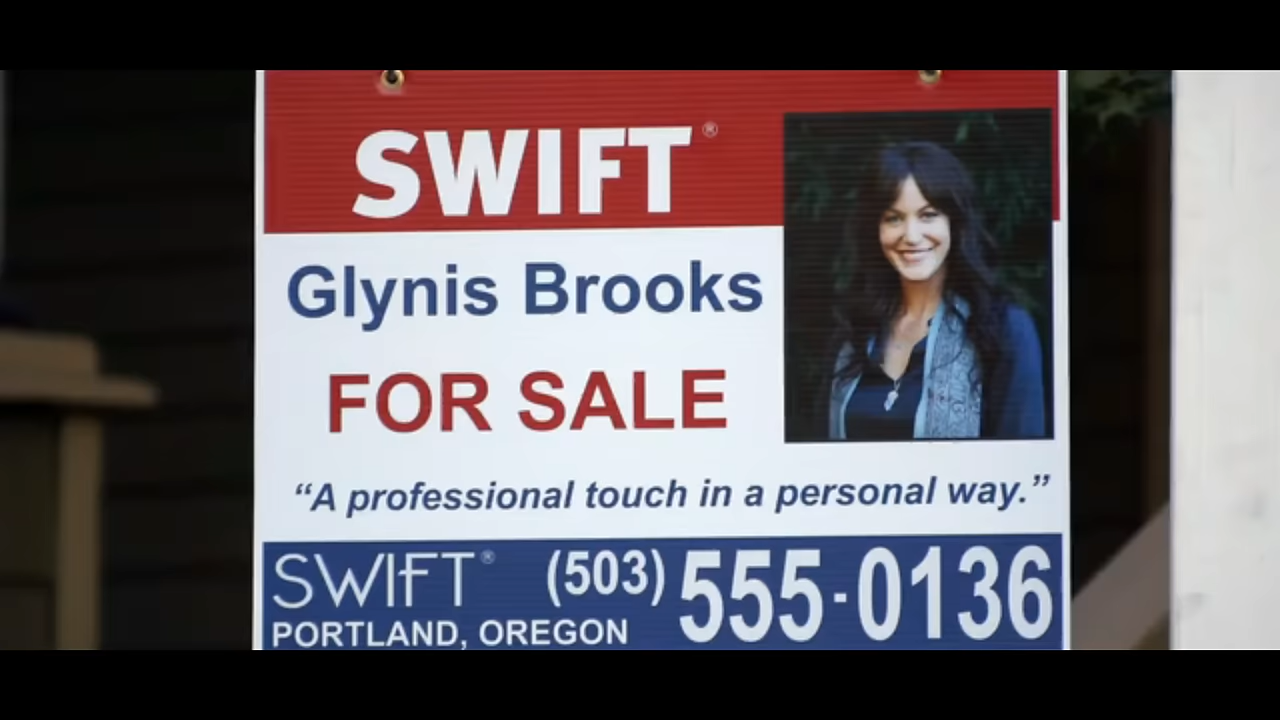 SWIFT®
Glynis Brooks
FOR SALE
“A professional touch in a personal way.”
SWIFT® (503) 555-0136
PORTLAND, OREGON